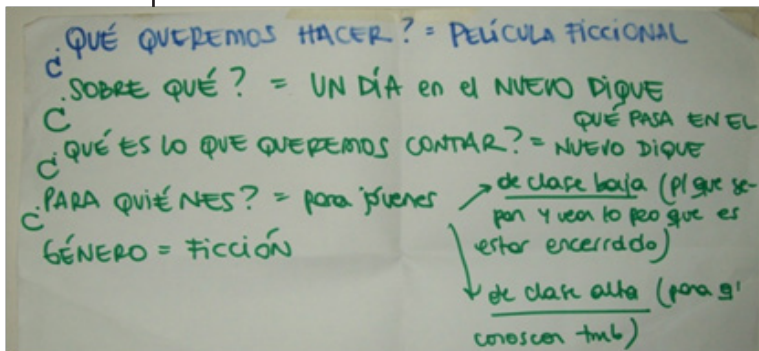 ¿QUÉ QUEREMOS HACER? = PELÍCULA FICCIONAL
¿SOBRE QUÉ? = UN DÍA en el NUEVO DIQUE
¿QUÉ ES LO QUE QUEREMOS CONTAR? = QUÉ PASA EN EL
NUEVO DIQUE
¿PARA QUIÉNES? = para jóvenes
de clase baja (p/ que se-
pan y vean lo feo que es
estar encerrado)
de clase alta (para q'
conoscan tmb)
GÉNERO = FICCIÓN